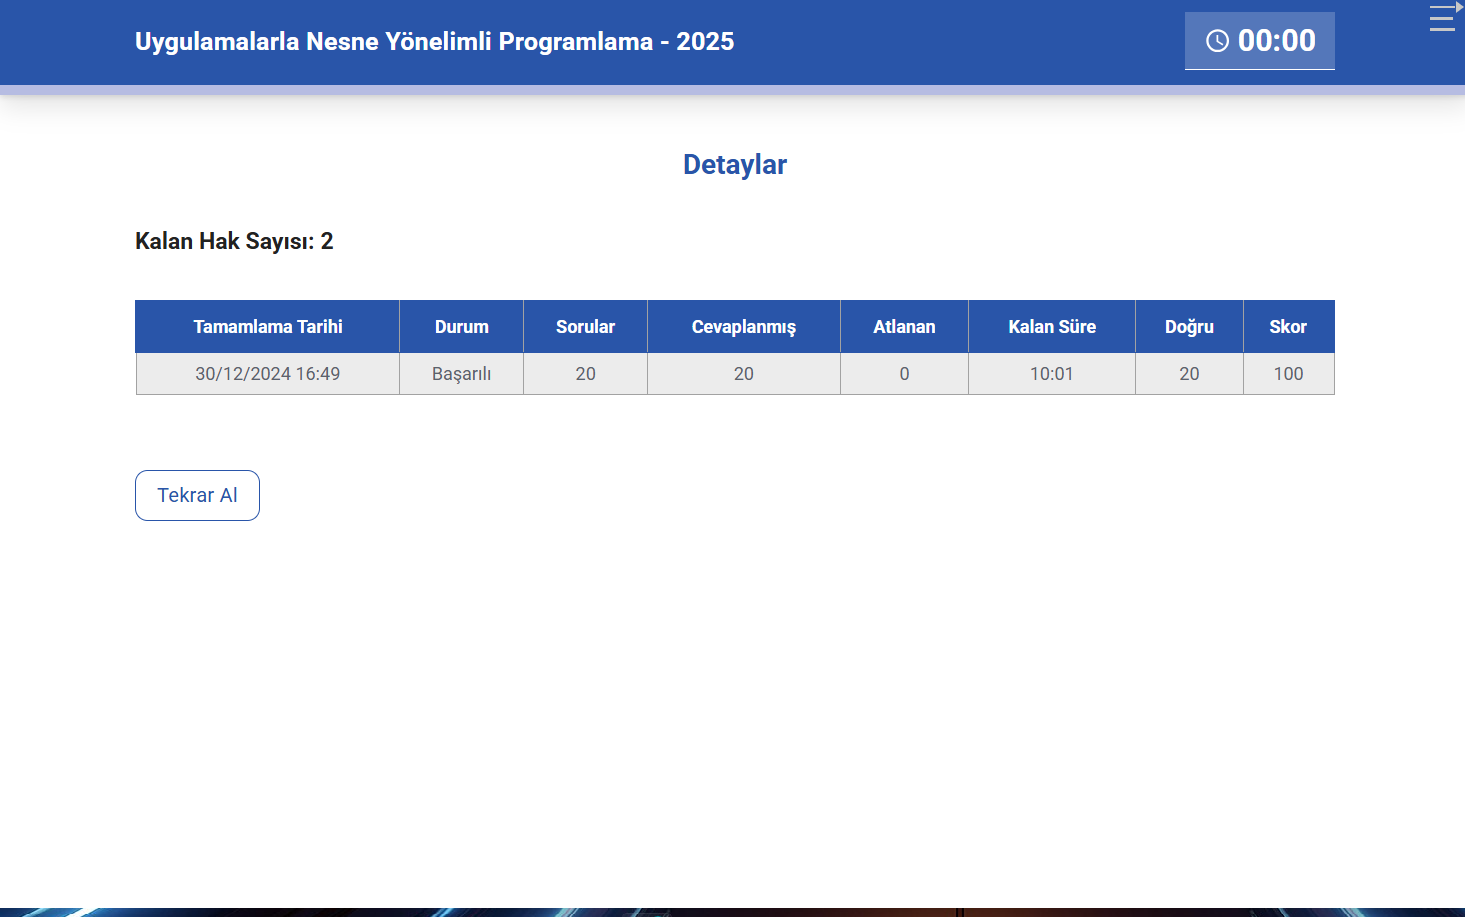 Uygulamalarla Nesne Yönelimli Programlama - 2025
00:00
Detaylar
Kalan Hak Sayısı: 2
Tamamlama Tarihi Durum Sorular Cevaplanmış Atlanan Kalan Süre Doğru Skor
30/12/2024 16:49 Başarılı 20 20 0 10:01 20 100
Tekrar Al